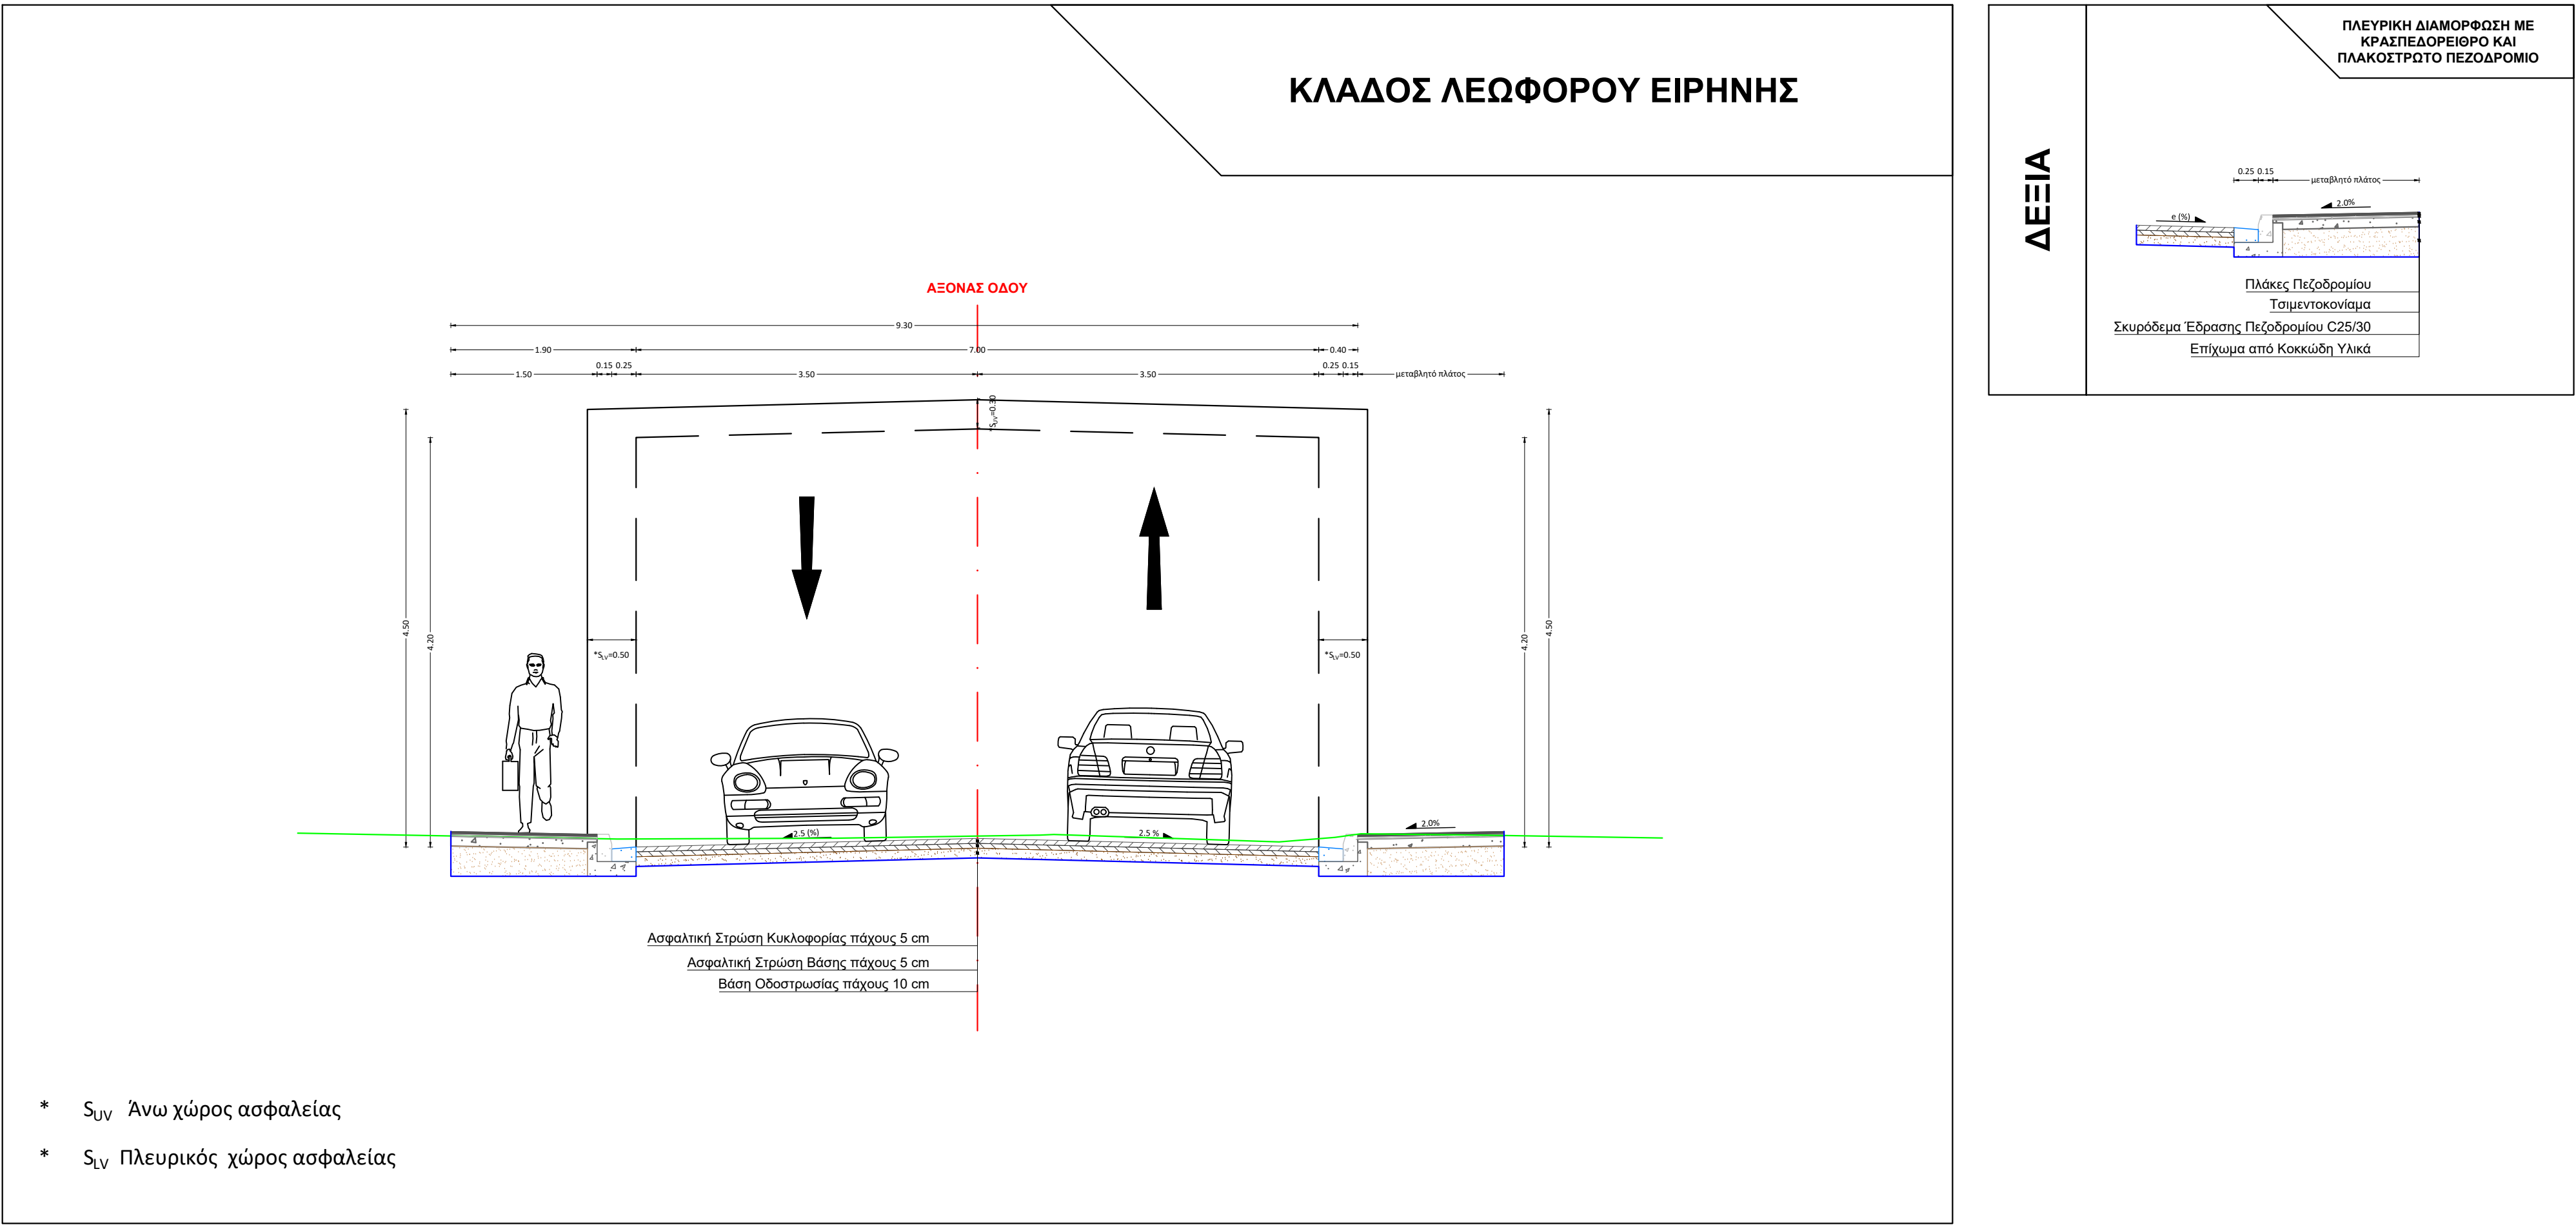 ΚΛΑΔΟΣ ΛΕΩΦΟΡΟΥ ΕΙΡΗΝΗΣ
ΑΞΟΝΑΣ ΟΔΟΥ
9.30
1.90 7.00 0.40
1.50 0.15 0.25 3.50 3.50 0.25 0.15 μεταβλητό πλάτος
*SUV=0.30
4.50
4.20
4.20
4.50
*SLV=0.50
*SLV=0.50
2.5 (%)
2.5 %
2.0%
Ασφαλτική Στρώση Κυκλοφορίας πάχους 5 cm
Ασφαλτική Στρώση Βάσης πάχους 5 cm
Βάση Οδοστρωσίας πάχους 10 cm
* SUV Άνω χώρος ασφαλείας
* SLV Πλευρικός χώρος ασφαλείας
ΔΕΞΙΑ
ΠΛΕΥΡΙΚΗ ΔΙΑΜΟΡΦΩΣΗ ΜΕ
ΚΡΑΣΠΕΔΟΡΕΙΘΡΟ ΚΑΙ
ΠΛΑΚΟΣΤΡΩΤΟ ΠΕΖΟΔΡΟΜΙΟ
0.25 0.15 μεταβλητό πλάτος
2.0%
e (%)
Πλάκες Πεζοδρομίου
Τσιμεντοκονίαμα
Σκυρόδεμα Έδρασης Πεζοδρομίου C25/30
Επίχωμα από Κοκκώδη Υλικά